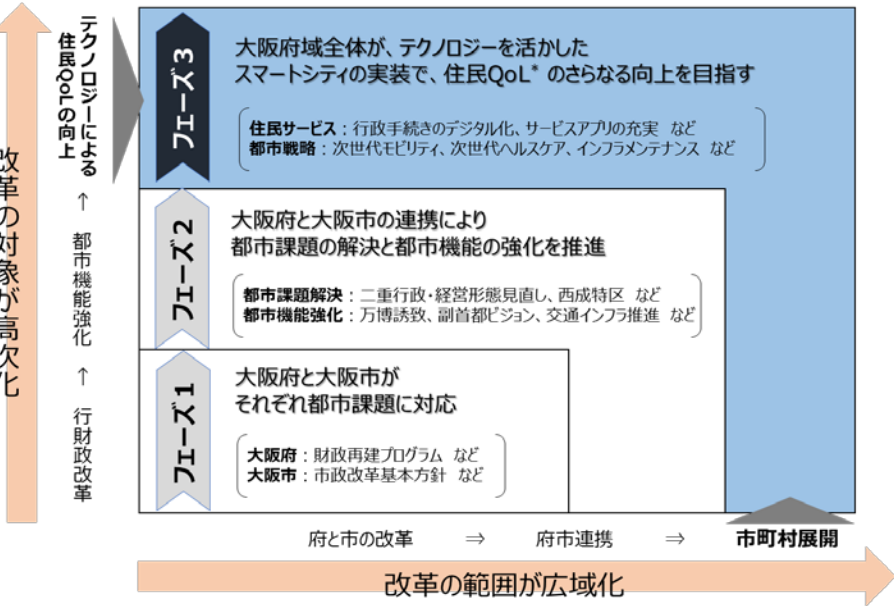 テクノロジーによる
住民QoLの向上
↑
都市機能強化
↑
行財政改革
改革の対象が高次化
フェーズ3
大阪府域全体が、テクノロジーを活かした
スマートシティの実装で、住民QoL*のさらなる向上を目指す
住民サービス：行政手続きのデジタル化、サービスアプリの充実 など
都市戦略：次世代モビリティ、次世代ヘルスケア、インフラメンテナンス など
フェーズ2
大阪府と大阪市の連携により
都市課題の解決と都市機能の強化を推進
都市課題解決：二重行政・経営形態見直し、西成特区 など
都市機能強化：万博誘致、副首都ビジョン、交通インフラ推進 など
フェーズ1
大阪府と大阪市が
それぞれ都市課題に対応
大阪府：財政再建プログラム など
大阪市：市政改革基本方針 など
府と市の改革 ⇒ 府市連携 ⇒ 市町村展開
改革の範囲が広域化